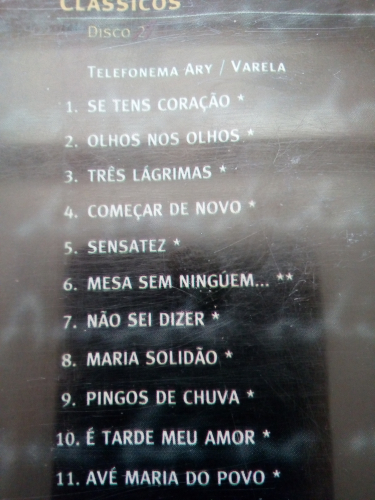 CLÁSSICOS
Disco 2
TELEFONEMA ARY / VARELA
1. SE TENS CORAÇÃO *
2. OLHOS NOS OLHOS *
3. TRÊS LÁGRIMAS *
4. COMEÇAR DE NOVO *
5. SENSATEZ *
6. MESA SEM NINGÚEM... **
7. NÃO SEI DIZER *
8. MARIA SOLIDÃO *
9. PINGOS DE CHUVA *
10. É TARDE MEU AMOR *
11. AVÉ MARIA DO POVO *